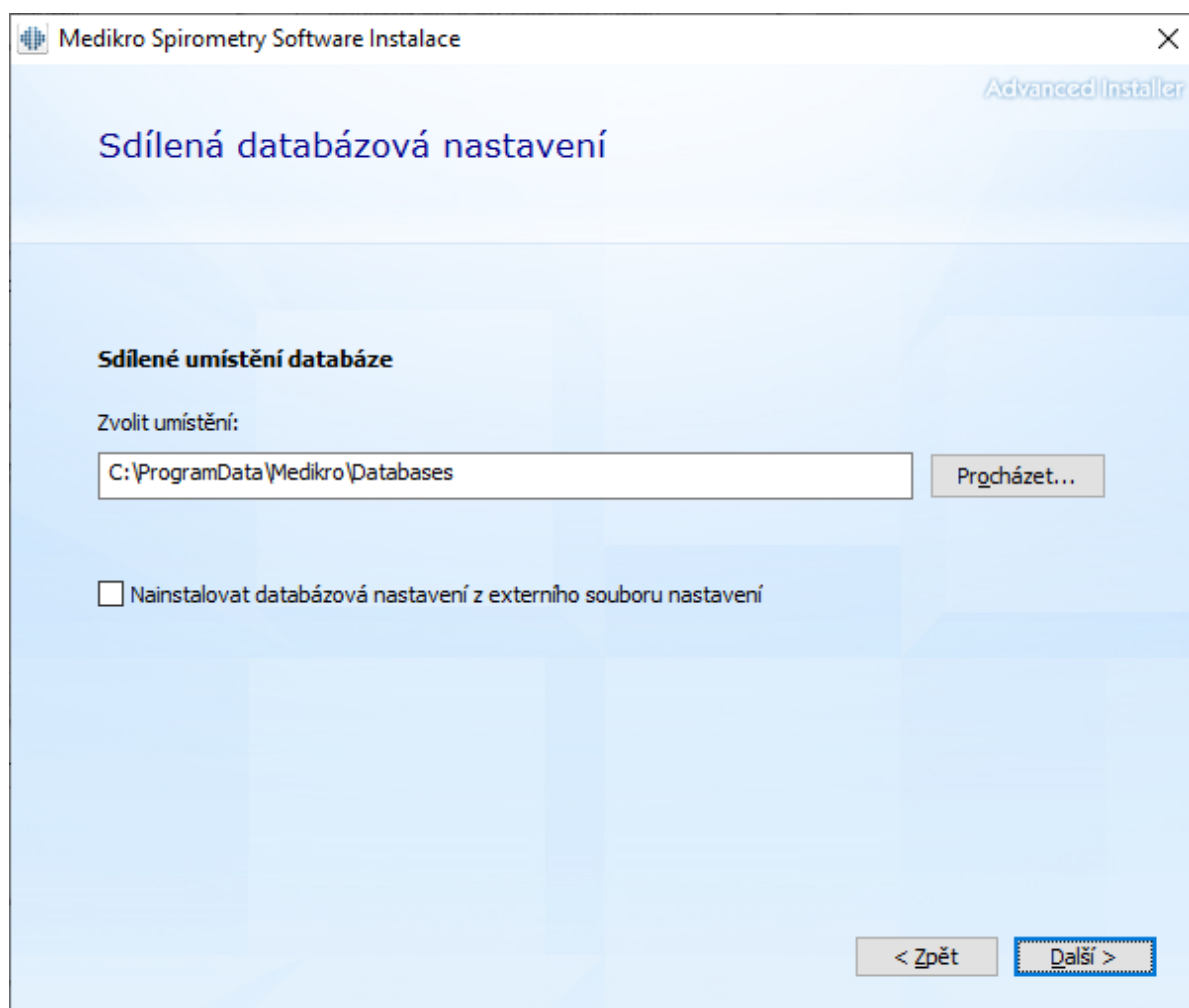 Medikro Spirometry Software Instalace
Advanced Installer
Sdílená databázová nastavení
Sdílené umístění databáze
Zvolit umístění:
C:\ProgramData\Medikro\Databases
Procházet...
Nainstalovat databázová nastavení z externího souboru nastavení
< Zpět
Další >